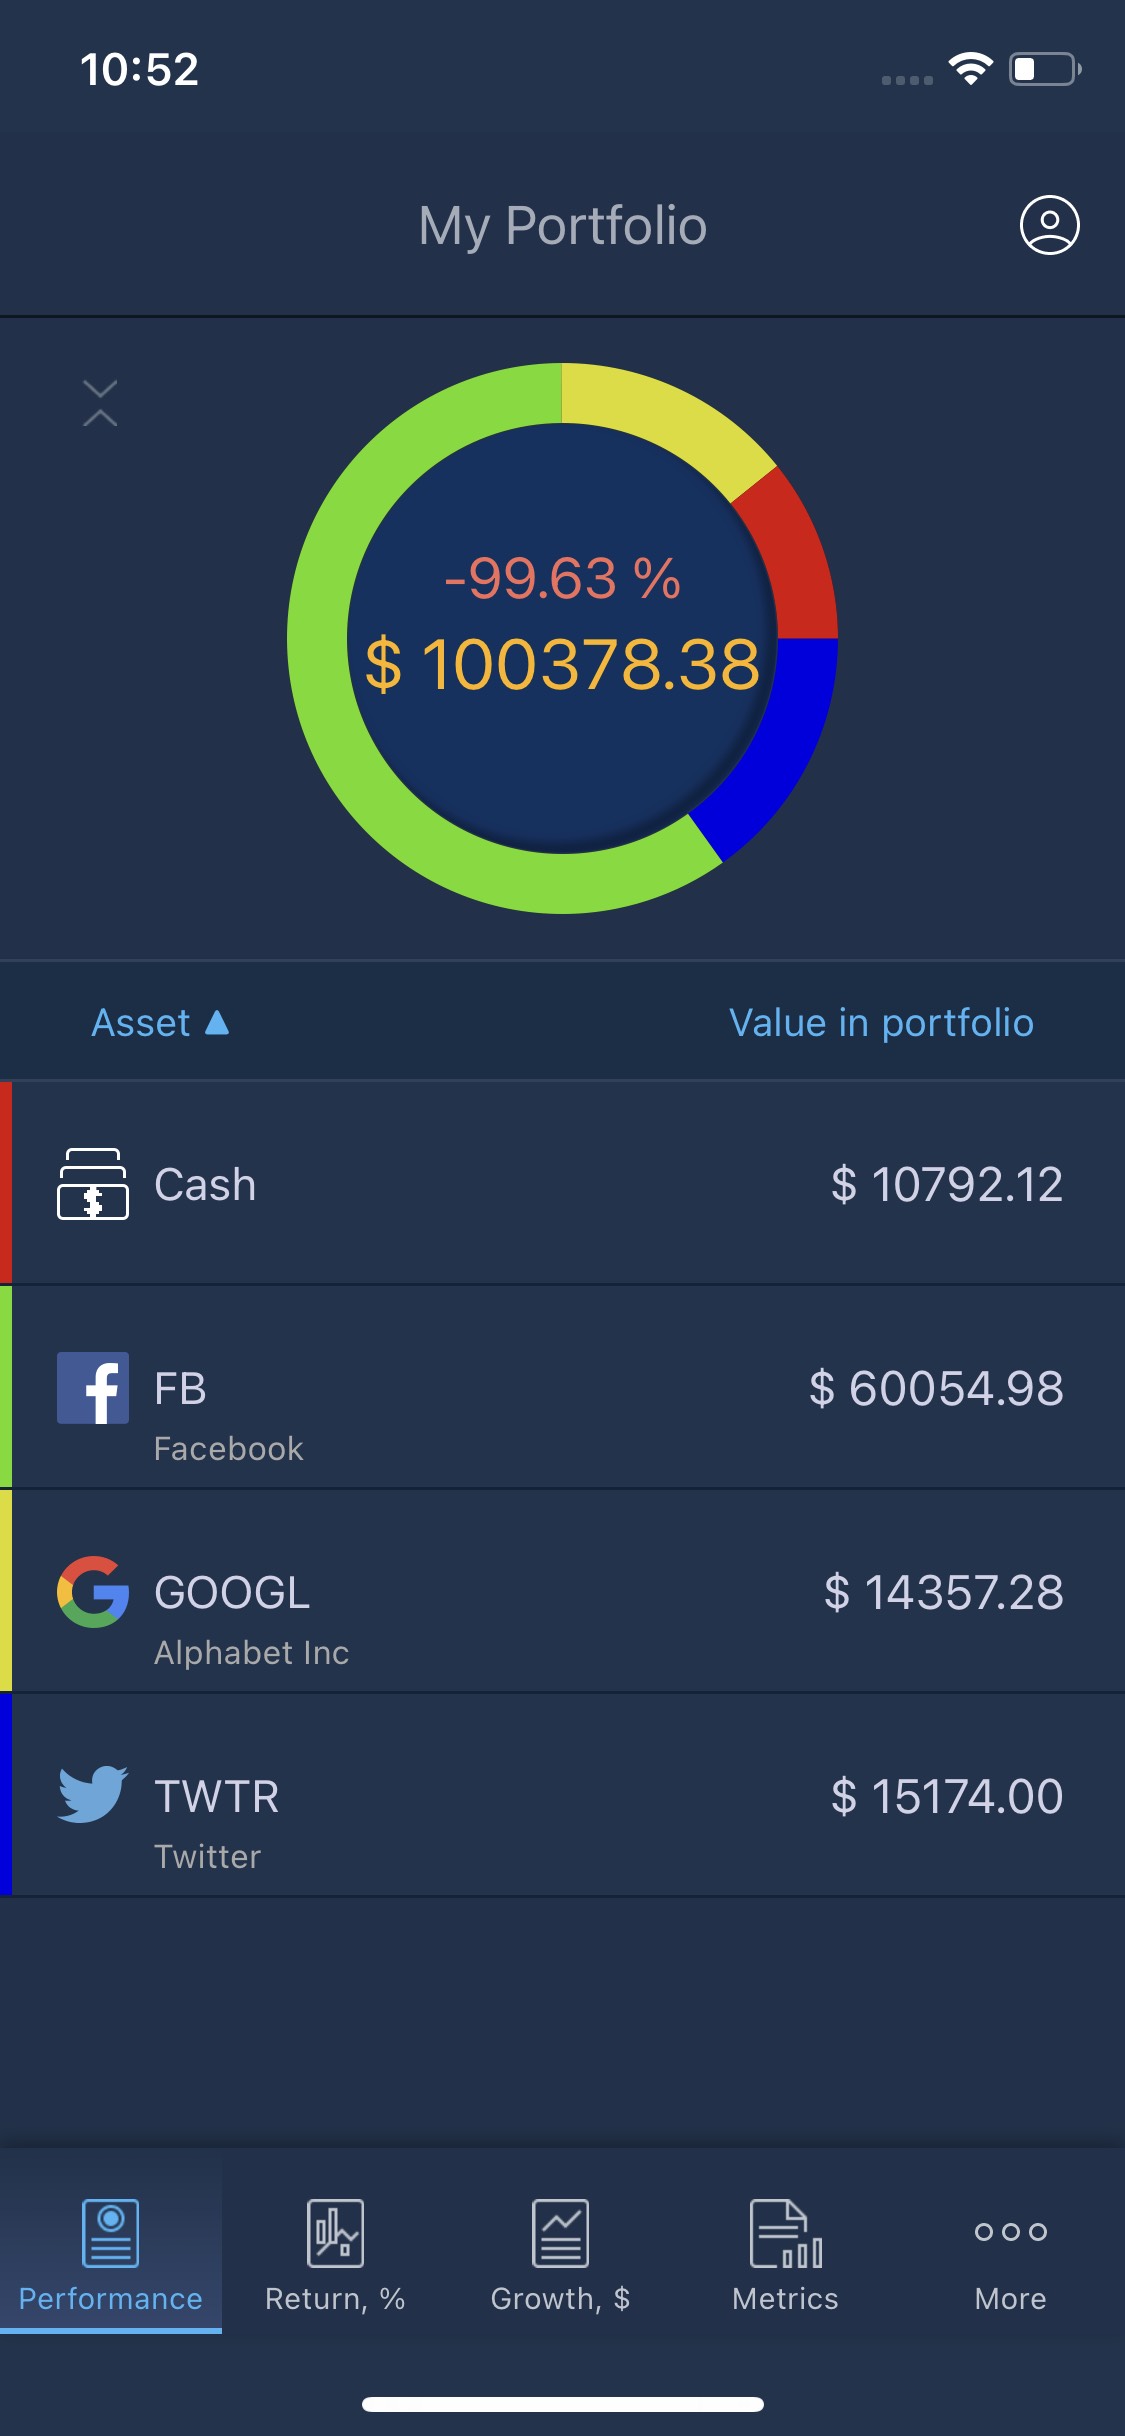 10:52
My Portfolio
-99.63 %
$ 100378.38
Asset ▲ Value in portfolio
Cash $ 10792.12
FB $ 60054.98
Facebook
GOOGL $ 14357.28
Alphabet Inc
TWTR $ 15174.00
Twitter
Performance Return, % Growth, $ Metrics More